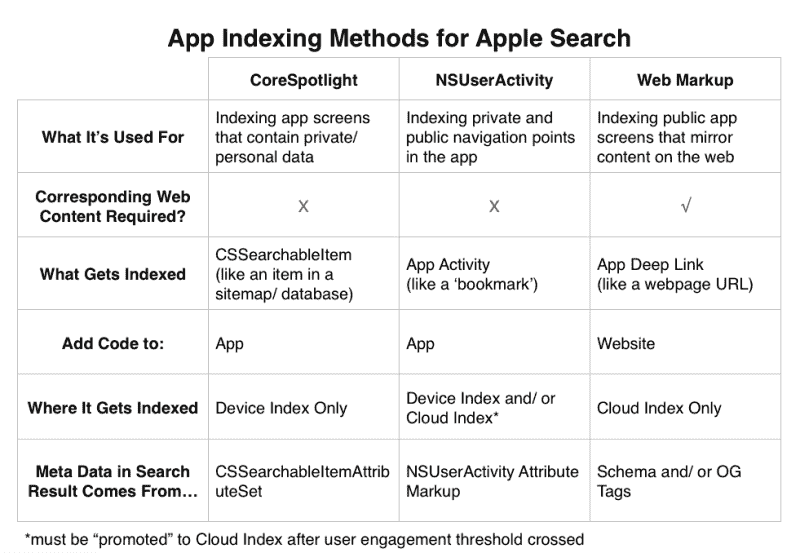 App Indexing Methods for Apple Search
CoreSpotlight NSUserActivity Web Markup
What It's Used For
Indexing app screens
that contain private/
personal data
Indexing private and
public navigation points
in the app
Indexing public app
screens that mirror
content on the web
Corresponding Web
Content Required?
X X √
What Gets Indexed
CSSearchableItem
(like an item in a
sitemap/ database)
App Activity
(like a ‘bookmark’)
App Deep Link
(like a webpage URL)
Add Code to: App App Website
Where It Gets Indexed
Device Index Only
Device Index and/ or
Cloud Index*
Cloud Index Only
Meta Data in Search
Result Comes From…
CSSearchableItemAttrib
uteSet
NSUserActivity Attribute
Markup
Schema and/ or OG
Tags
*must be “promoted” to Cloud Index after user engagement threshold crossed